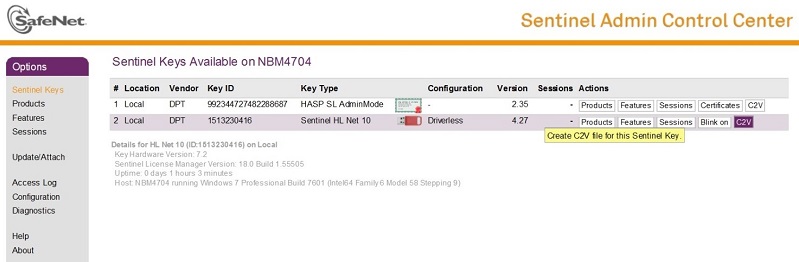 SafeNet.
Sentinel Admin Control Center
Options
Sentinel Keys
Products
Features
Sessions
Update/Attach
Access Log
Configuration
Diagnostics
Help
About
Sentinel Keys Available on NBM4704
# Location Vendor Key ID Key Type Configuration Version Sessions Actions
1 Local DPT 992344727482288687 HASP SL AdminMode - 2.35 - Products Features Sessions Certificates C2V
2 Local DPT 1513230416 Sentinel HL Net 10 Driverless 4.27 - Products Features Sessions Blink on C2V
Create C2V file for this Sentinel Key.
Details for HL Net 10 (ID:1513230416) on Local
Key Hardware Version: 7.2
Sentinel License Manager Version: 18.0 Build 1.55505
Uptime: 0 days 1 hours 3 minutes
Host: NBM4704 running Windows 7 Professional Build 7601 (Intel64 Family 6 Model 58 Stepping 9)